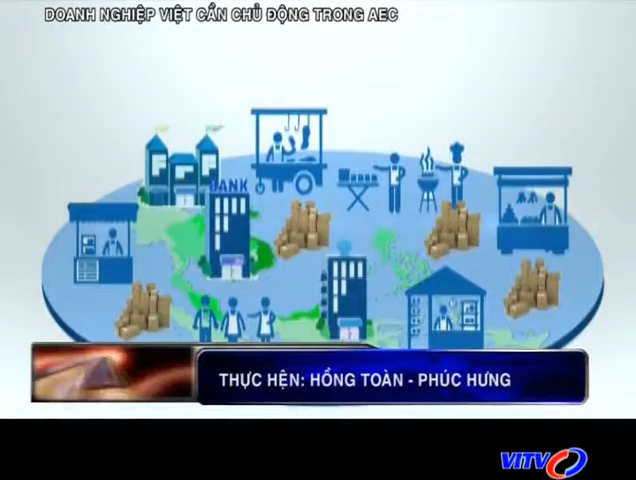 DOANH NGHIỆP VIỆT CẦN CHỦ ĐỘNG TRONG AEC
BANK
THỰC HỆN: HỒNG TOÀN - PHÚC HƯNG
VITV